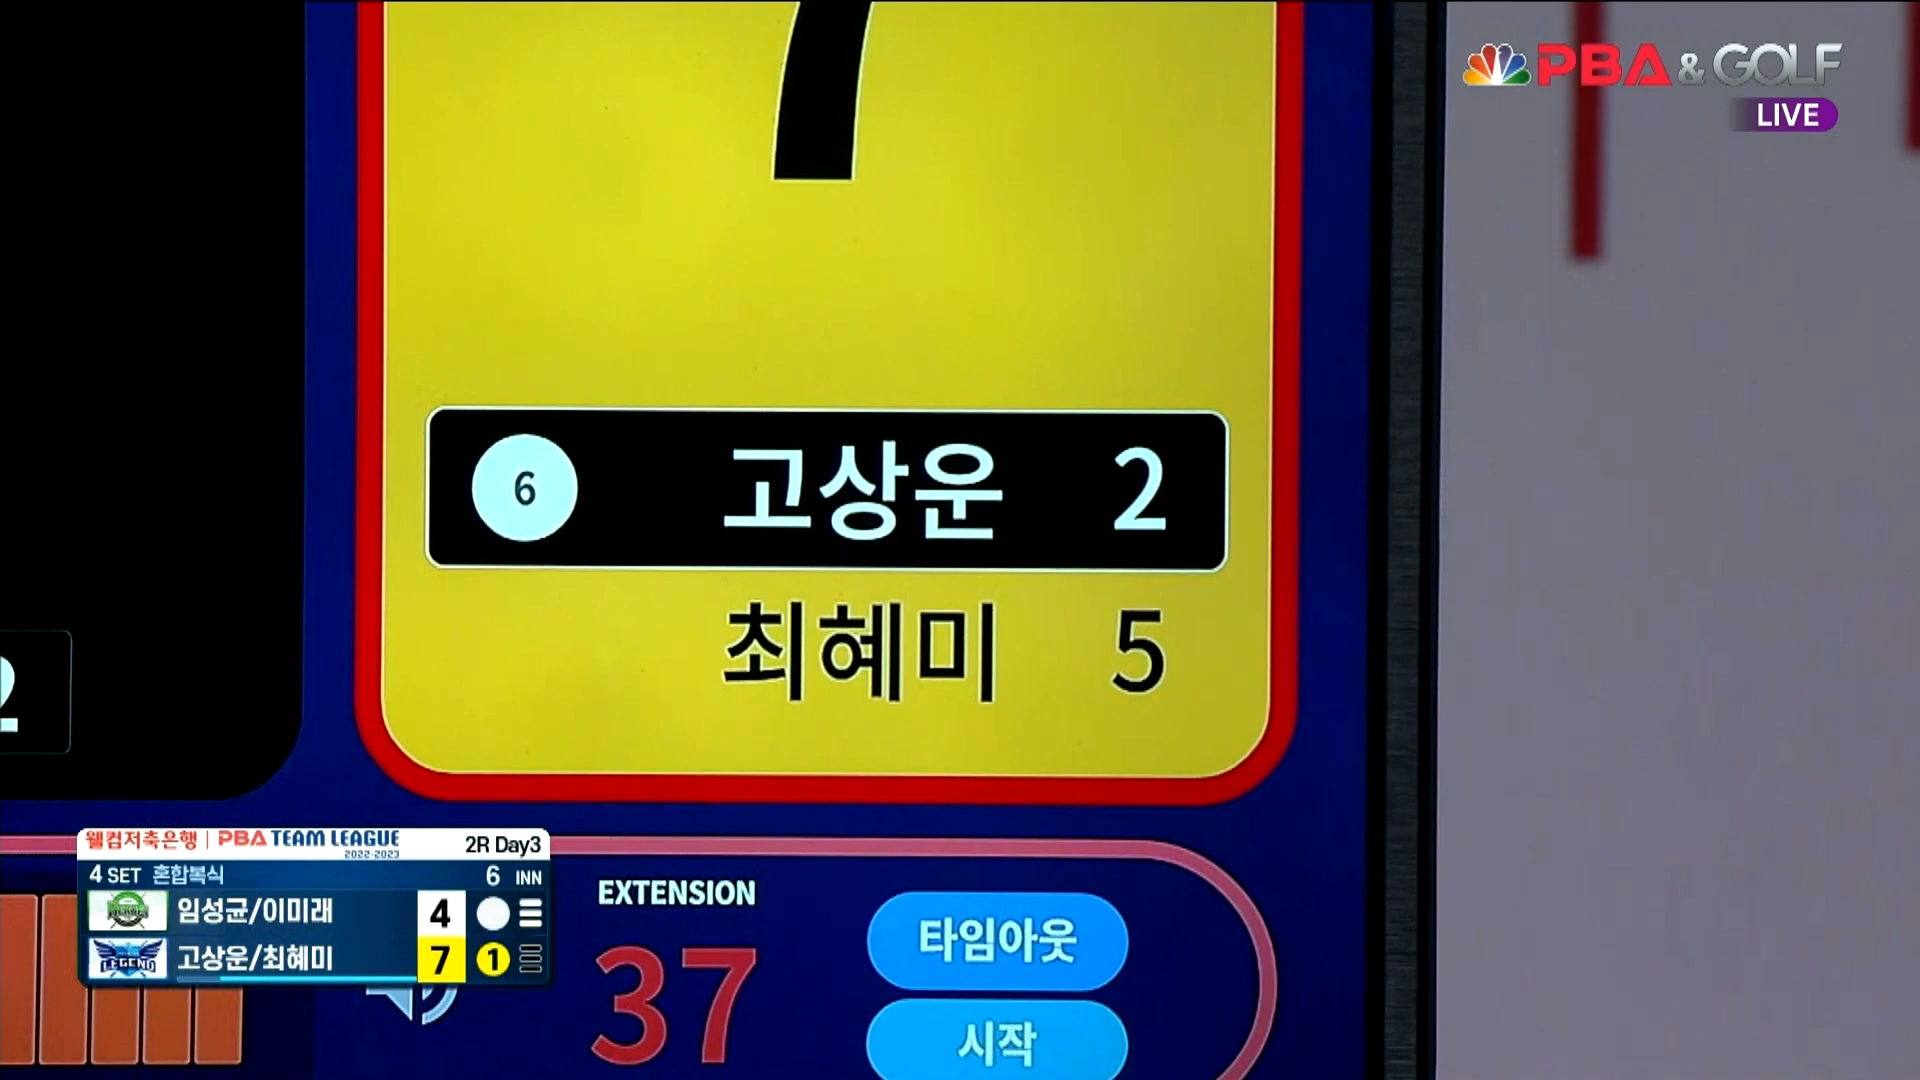 7
PBA & GOLF
LIVE
6 고상운 2
최혜미 5
2
웰컴저축은행 | PBA TEAM LEAGUE
2022-2023
2R Day3
4 SET 혼합복식 6 INN
임성균/이미래 4
LEGEND 고상운/최혜미 7 1
EXTENSION
37
타임아웃
시작